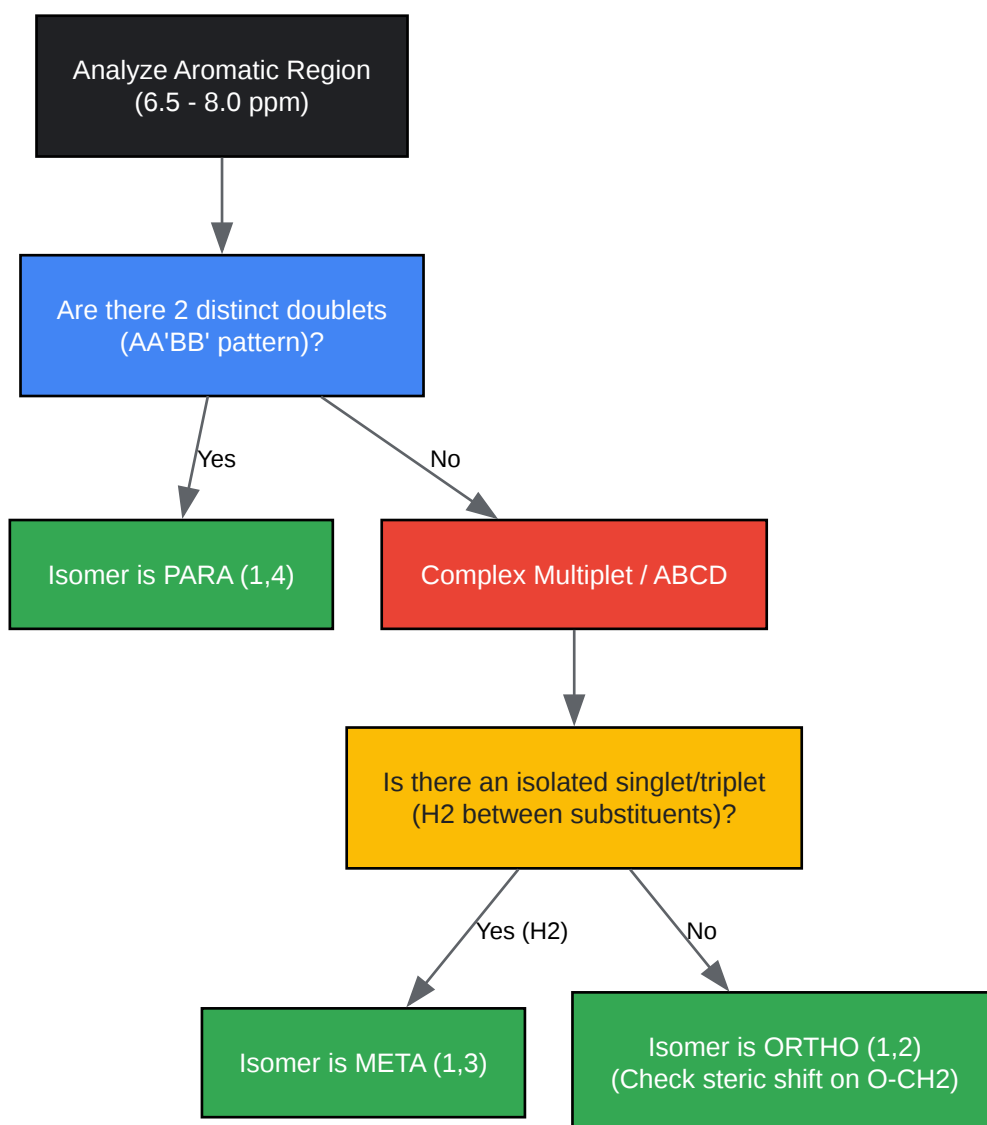 Analyze Aromatic Region
(6.5 - 8.0 ppm)
Are there 2 distinct doublets
(AA'BB' pattern)?
Yes
No
Isomer is PARA (1,4)
Complex Multiplet / ABCD
Is there an isolated singlet/triplet
(H2 between substituents)?
Yes (H2)
No
Isomer is META (1,3)
Isomer is ORTHO (1,2)
(Check steric shift on O-CH2)